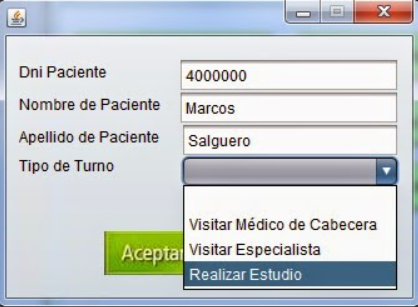 Dni Paciente 4000000
Nombre de Paciente Marcos
Apellido de Paciente Salguero
Tipo de Turno
Visitar Médico de Cabecera
Visitar Especialista
Realizar Estudio